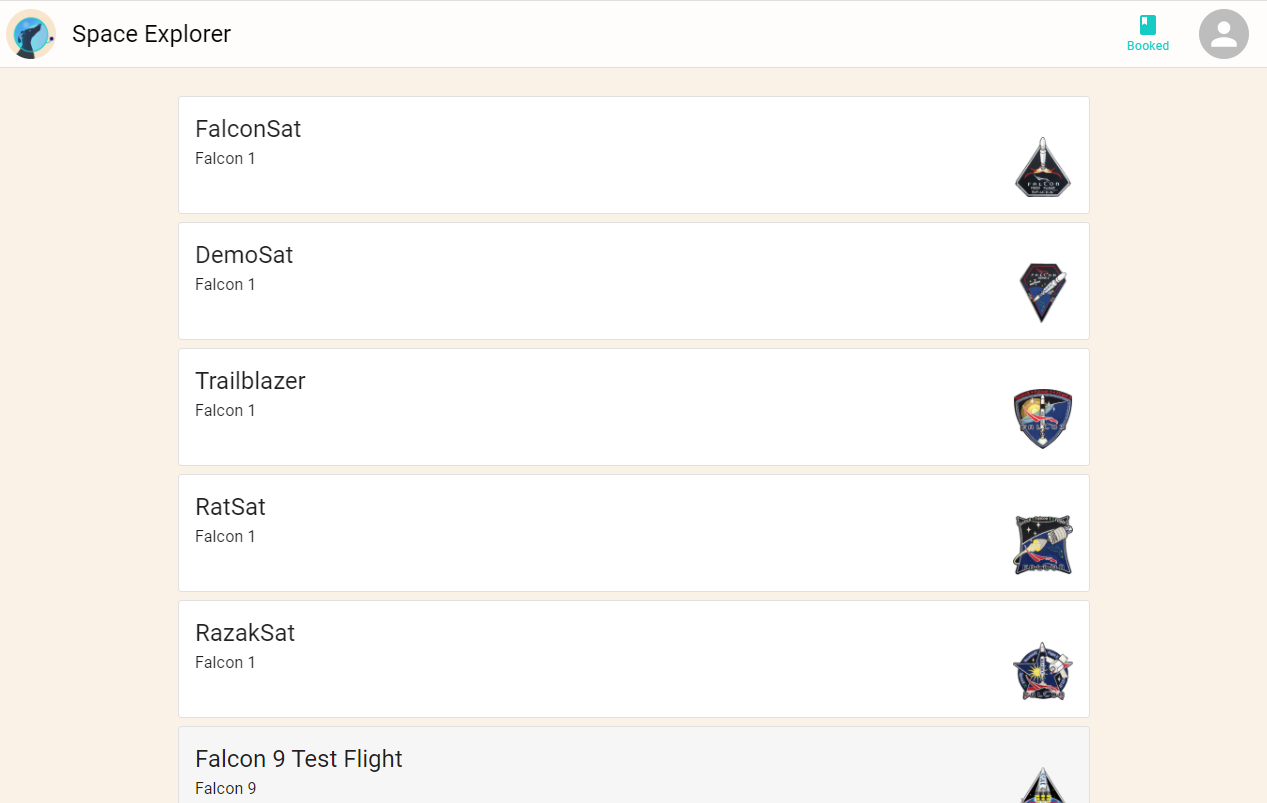 Space Explorer
Booked
FalconSat
Falcon 1
DemoSat
Falcon 1
Trailblazer
Falcon 1
RatSat
Falcon 1
RazakSat
Falcon 1
Falcon 9 Test Flight
Falcon 9